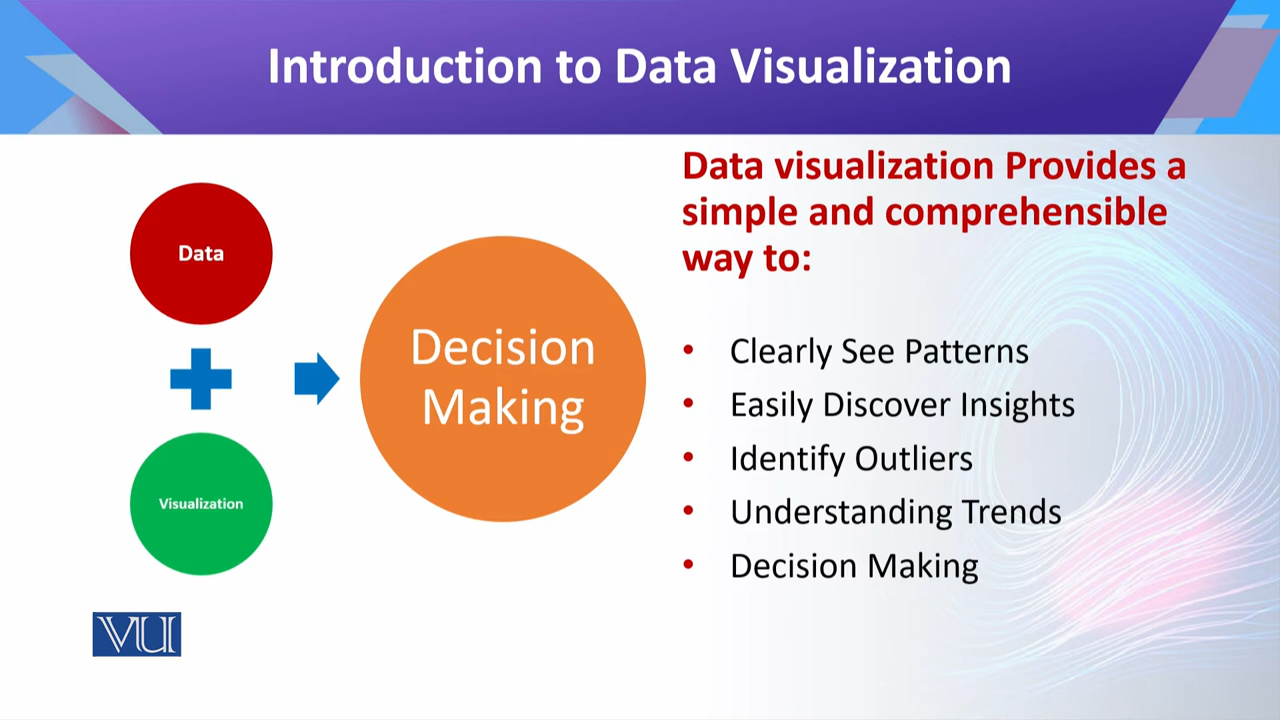 Introduction to Data Visualization
Data
Visualization
Decision
Making
Data visualization Provides a
simple and comprehensible
way to:
• Clearly See Patterns
• Easily Discover Insights
• Identify Outliers
• Understanding Trends
• Decision Making
VU